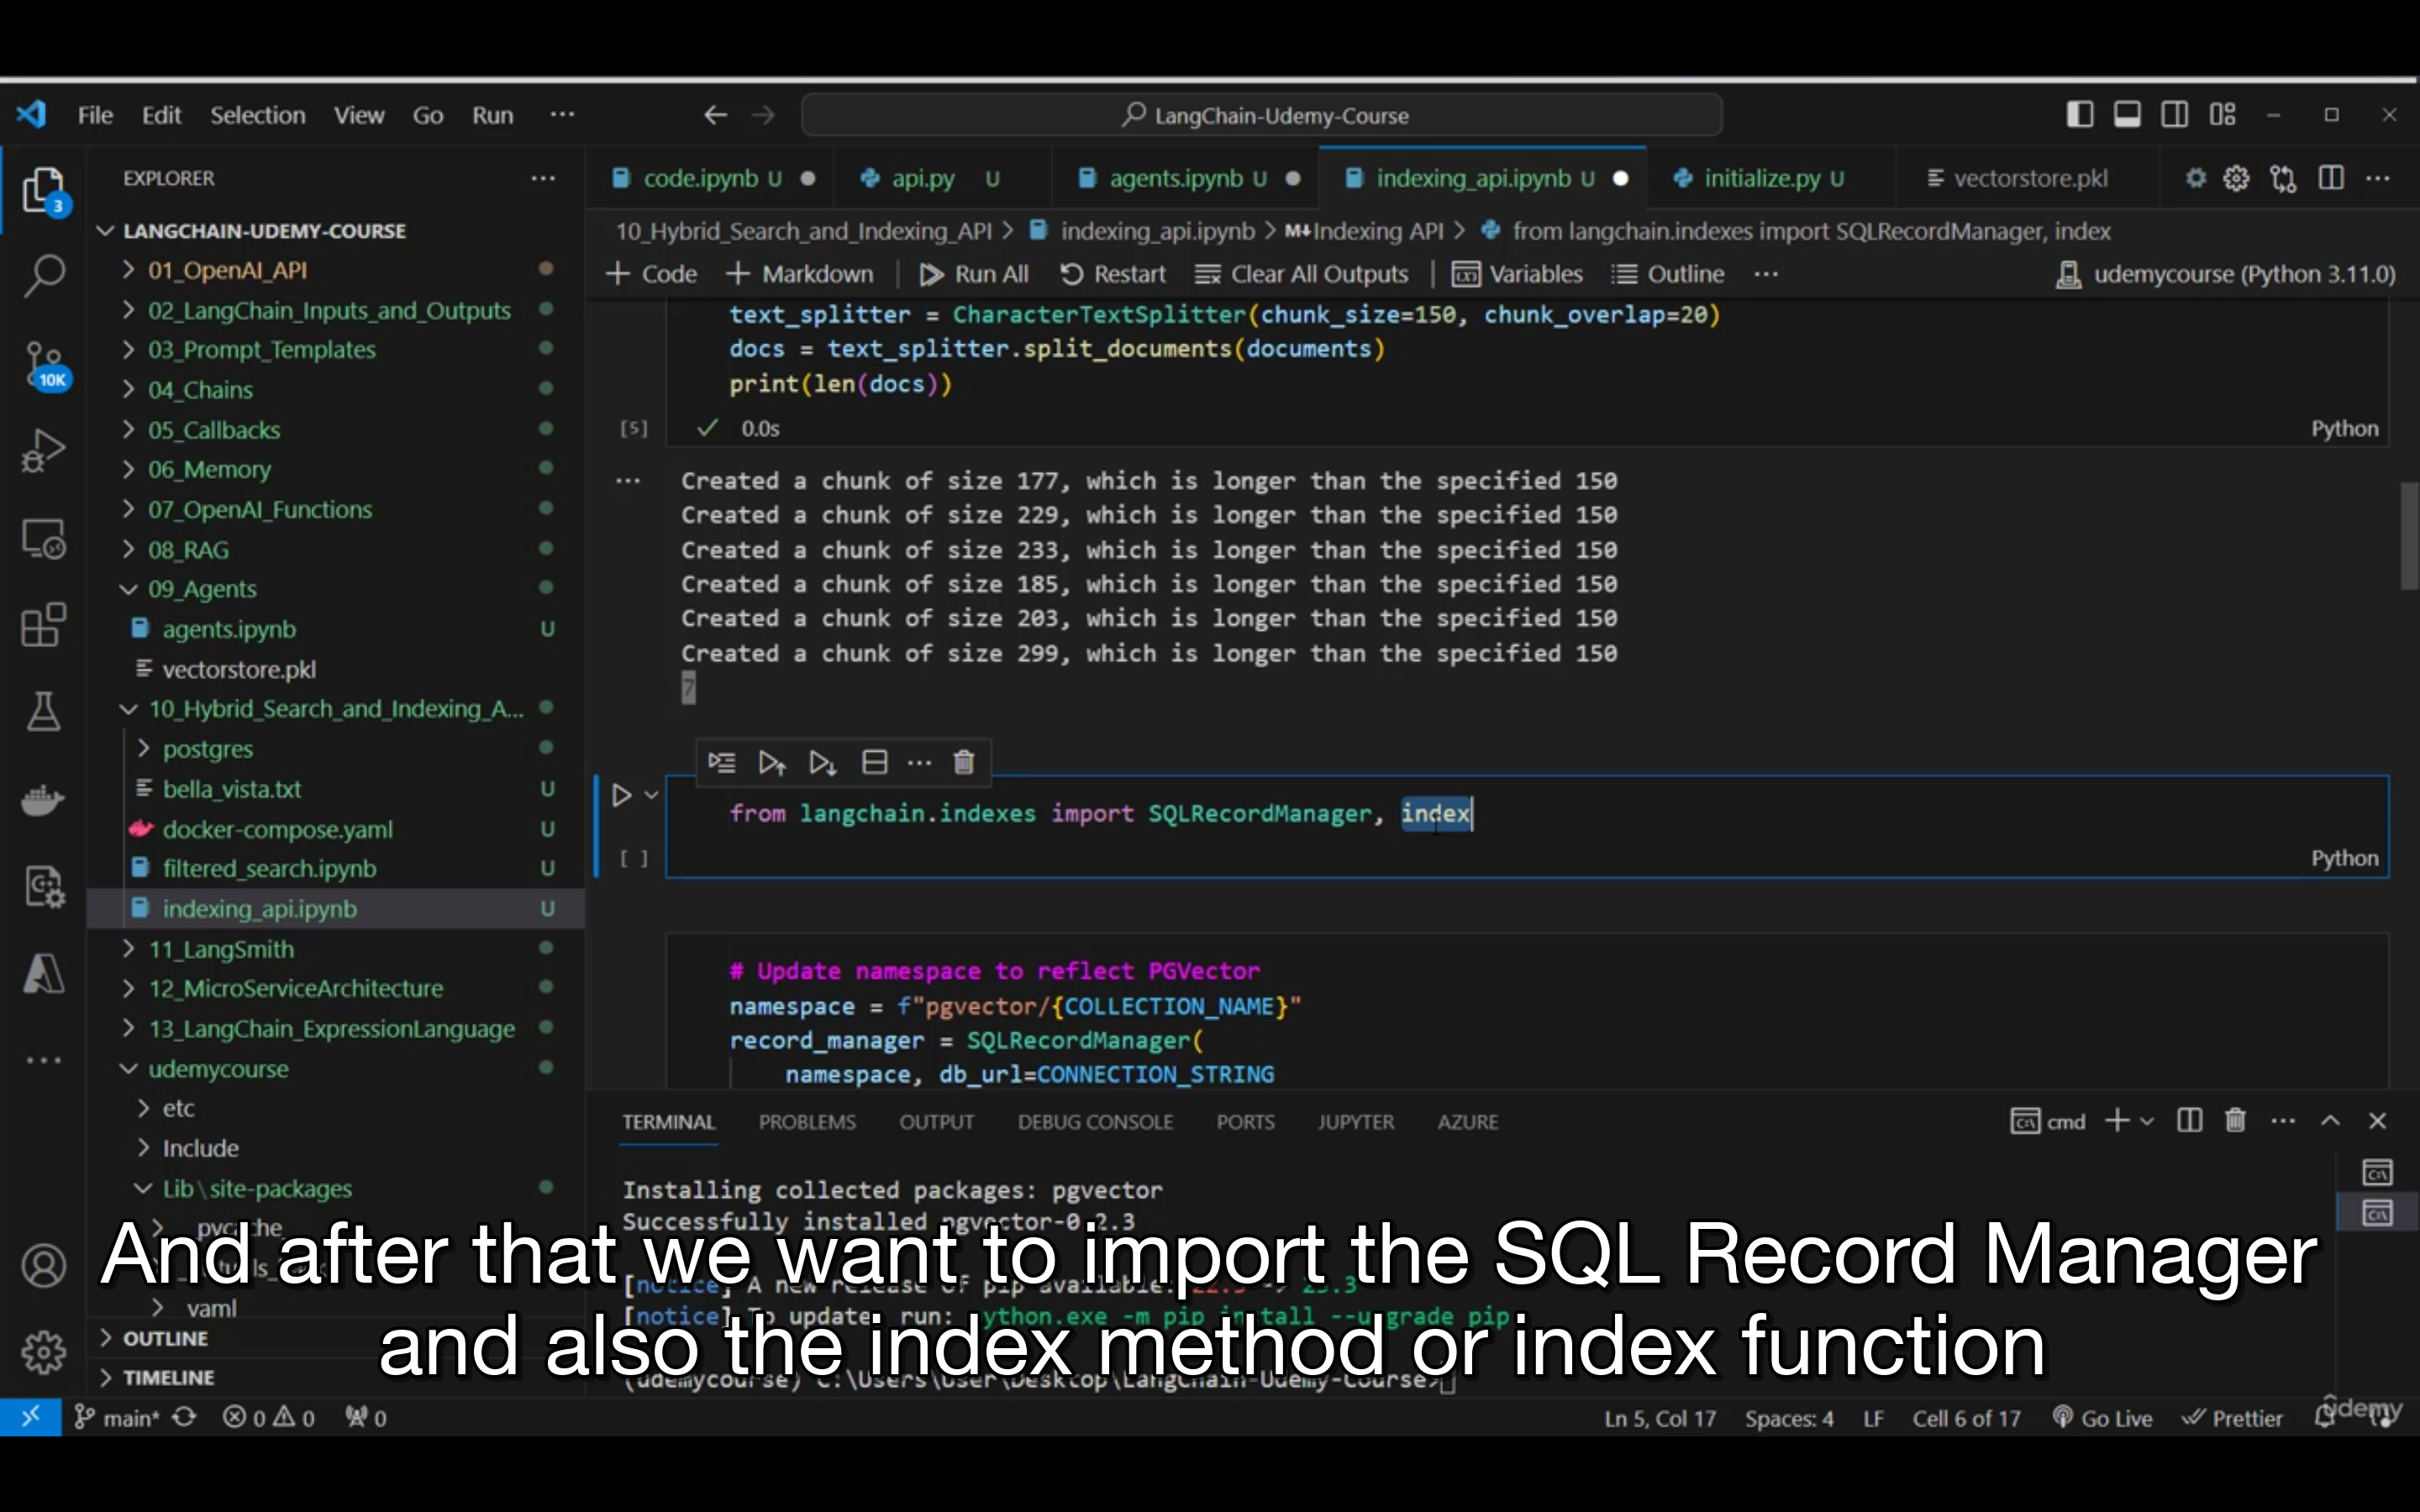 File Edit Selection View Go Run ...
LangChain-Udemy-Course
EXPLORER
3
10K
LANGCHAIN-UDEMY-COURSE
01_OpenAI_API
02_LangChain_Inputs_and_Outputs
03_Prompt_Templates
04_Chains
05_Callbacks
06_Memory
07_OpenAI_Functions
08_RAG
09_Agents
agents.ipynb U
vectorstore.pkl
10_Hybrid_Search_and_Indexing_A...
postgres
bella_vista.txt U
docker-compose.yaml U
filtered_search.ipynb U
indexing_api.ipynb U
11_LangSmith
12_MicroServiceArchitecture
13_LangChain_ExpressionLanguage
udemycourse
etc
Include
Lib\site-packages
yaml
OUTLINE
TIMELINE
code.ipynb U api.py U agents.ipynb U indexing_api.ipynb U initialize.py U vectorstore.pkl
10_Hybrid_Search_and_Indexing_API > indexing_api.ipynb > M↓Indexing API > from langchain.indexes import SQLRecordManager, index
+ Code + Markdown | Run All Restart Clear All Outputs | Variables Outline ... udemycourse (Python 3.11.0)
text_splitter = CharacterTextSplitter(chunk_size=150, chunk_overlap=20)
docs = text_splitter.split_documents(documents)
print(len(docs))
[5] 0.0s Python
Created a chunk of size 177, which is longer than the specified 150
Created a chunk of size 229, which is longer than the specified 150
Created a chunk of size 233, which is longer than the specified 150
Created a chunk of size 185, which is longer than the specified 150
Created a chunk of size 203, which is longer than the specified 150
Created a chunk of size 299, which is longer than the specified 150
7
from langchain.indexes import SQLRecordManager, index
[ ] Python
# Update namespace to reflect PGVector
namespace = f"pgvector/{COLLECTION_NAME}"
record_manager = SQLRecordManager(
namespace, db_url=CONNECTION_STRING
TERMINAL PROBLEMS OUTPUT DEBUG CONSOLE PORTS JUPYTER AZURE cmd
Installing collected packages: pgvector
Successfully installed pgvector-0.2.3
[notice] A new release of pip available: 22.3 -> 23.3
[notice] To update, run: python.exe -m pip install --upgrade pip
(udemycourse) C:\Users\User\Desktop\LangChain-Udemy-Course>
And after that we want to import the SQL Record Manager
and also the index method or index function
main* 0 0 0 Ln 5, Col 17 Spaces: 4 LF Cell 6 of 17 Go Live Prettier
udemy